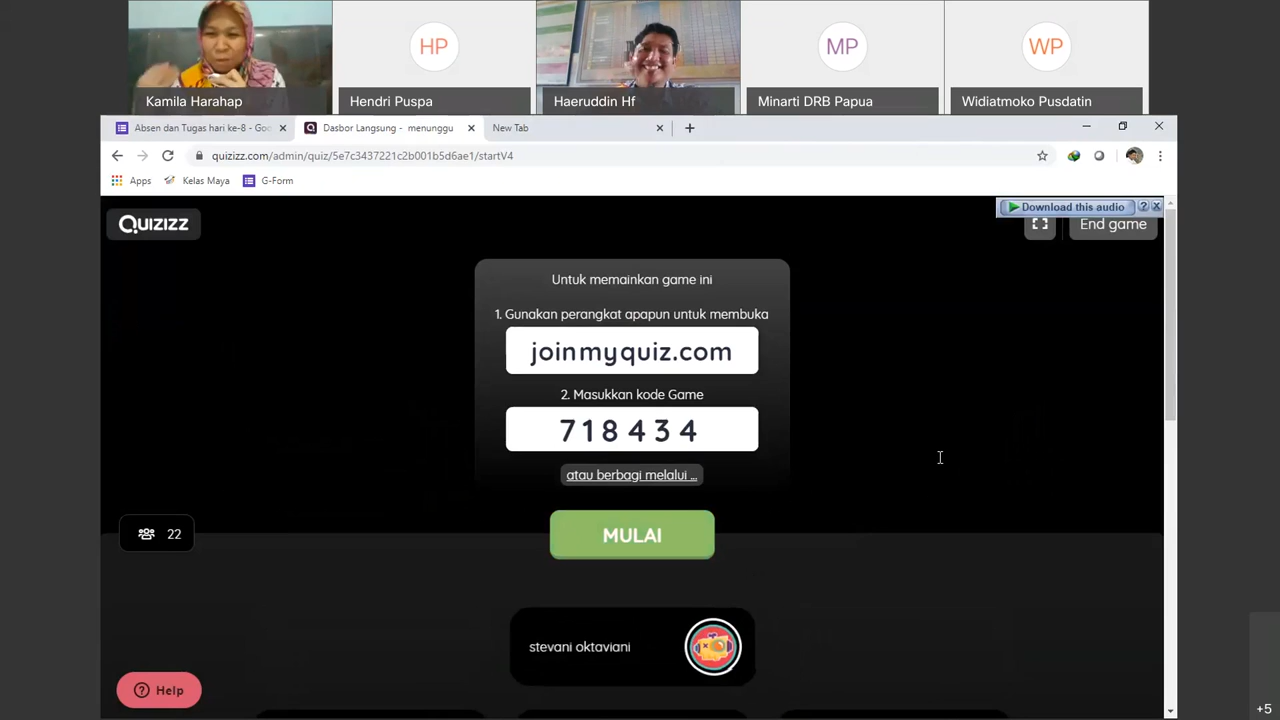 HP
MP
WP
Kamila Harahap
Hendri Puspa
Haeruddin Hf
Minarti DRB Papua
Widiatmoko Pusdatin
Absen dan Tugas hari ke-8 - Goo
Dasbor Langsung - menunggu
New Tab
quizizz.com/admin/quiz/5e7c3437221c2b001b5d6ae1/startV4
Apps
Kelas Maya
G-Form
Download this audio
Quizizz
End game
Untuk memainkan game ini
1. Gunakan perangkat apapun untuk membuka
joinmyquiz.com
2. Masukkan kode Game
718434
atau berbagi melalui ...
22
MULAI
stevani oktaviani
Help
+5